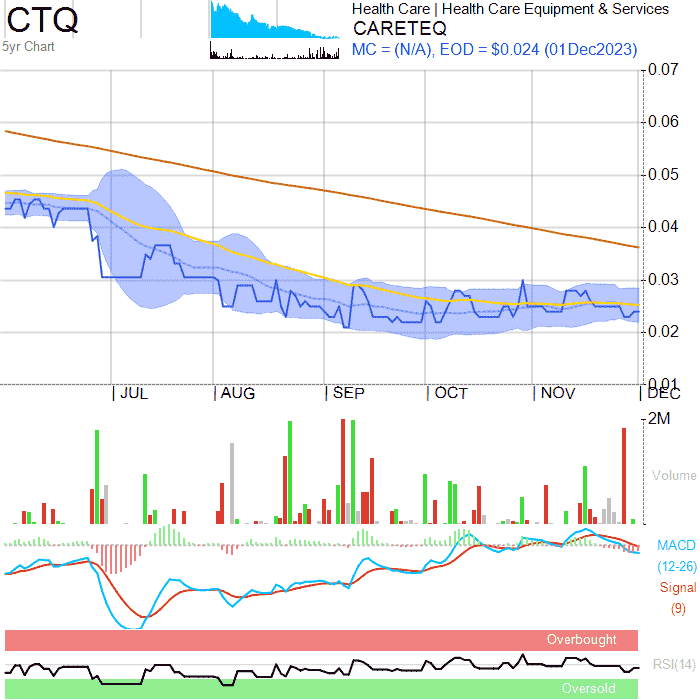 CTQ
5yr Chart
Health Care | Health Care Equipment & Services
CARETEQ
MC = (N/A), EOD = $0.024 (01Dec2023)
0.07
0.06
0.05
0.04
0.03
0.02
0.01
JUL
AUG
SEP
OCT
NOV
DEC
2M
Volume
MACD
(12-26)
Signal
(9)
Overbought
RSI(14)
Oversold